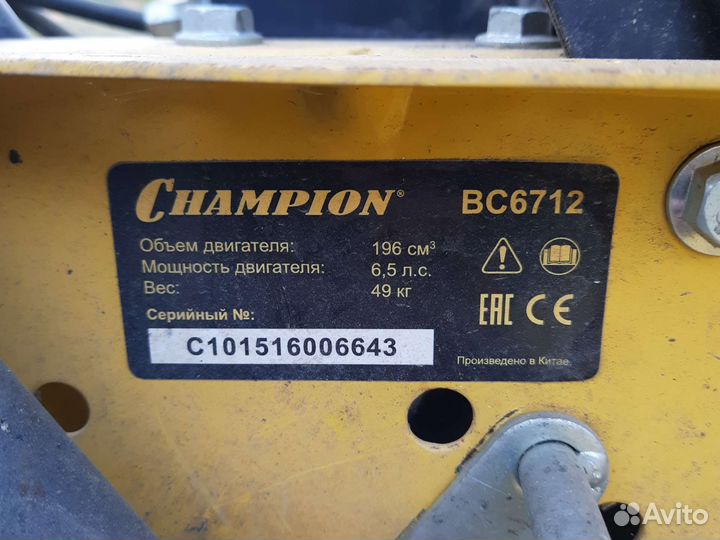 CHAMPION® BC6712
Объем двигателя: 196 см³
Мощность двигателя: 6,5 л.с.
Вес: 49 кг
Серийный №:
C101516006643
EAC CE
Произведено в Китае
Avito